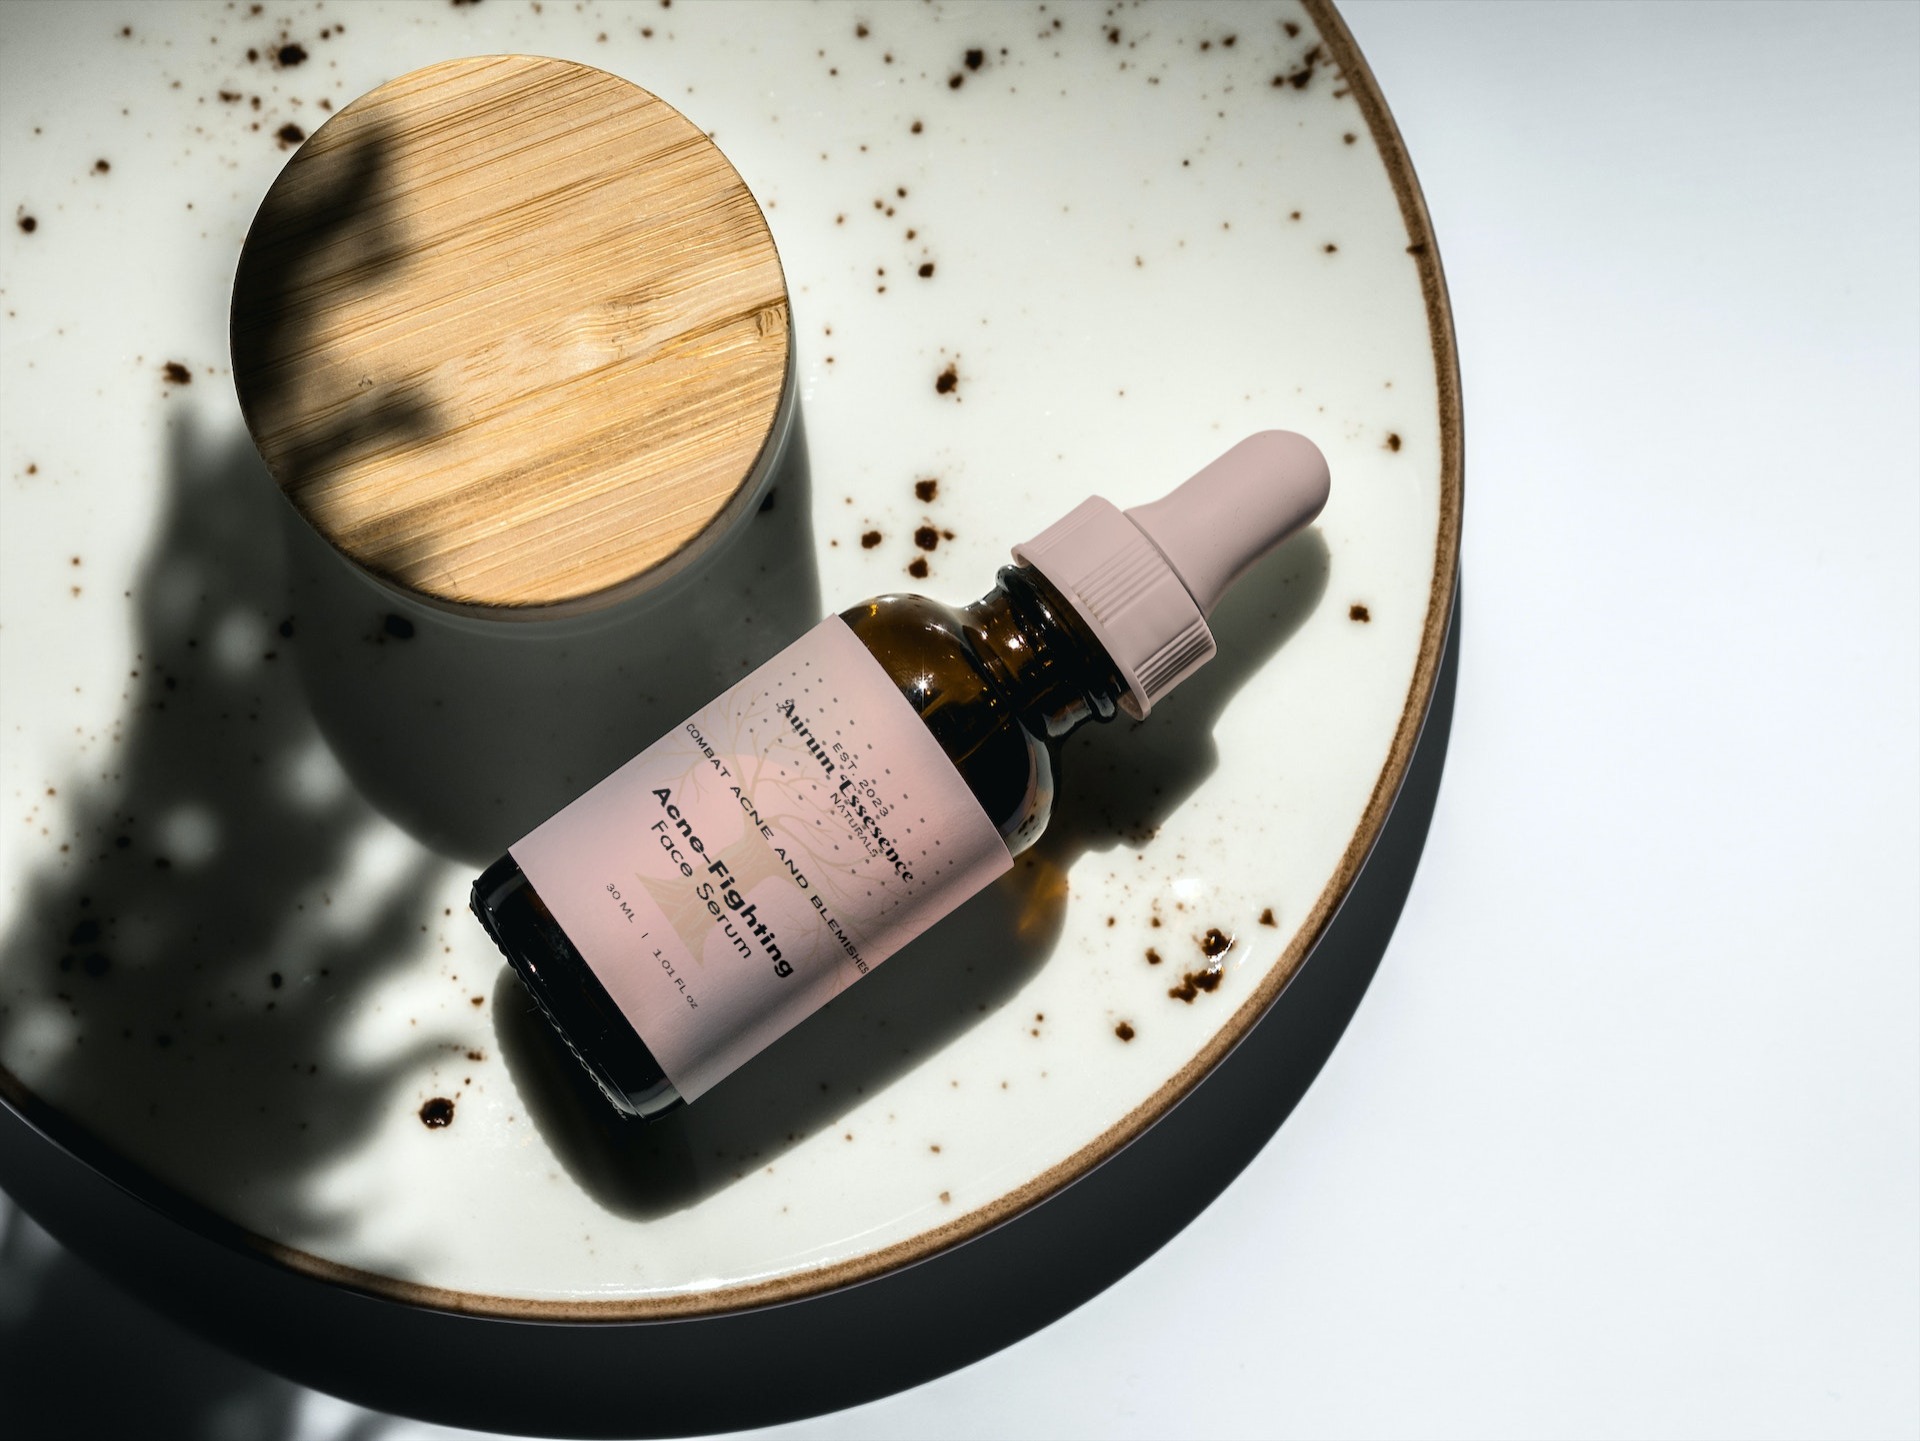 Aurum Essesence
EST. 2023
NATURALS
COMBAT ACNE AND BLEMISHES
Acne-Fighting
Face Serum
30 ML | 1.01 FL oz